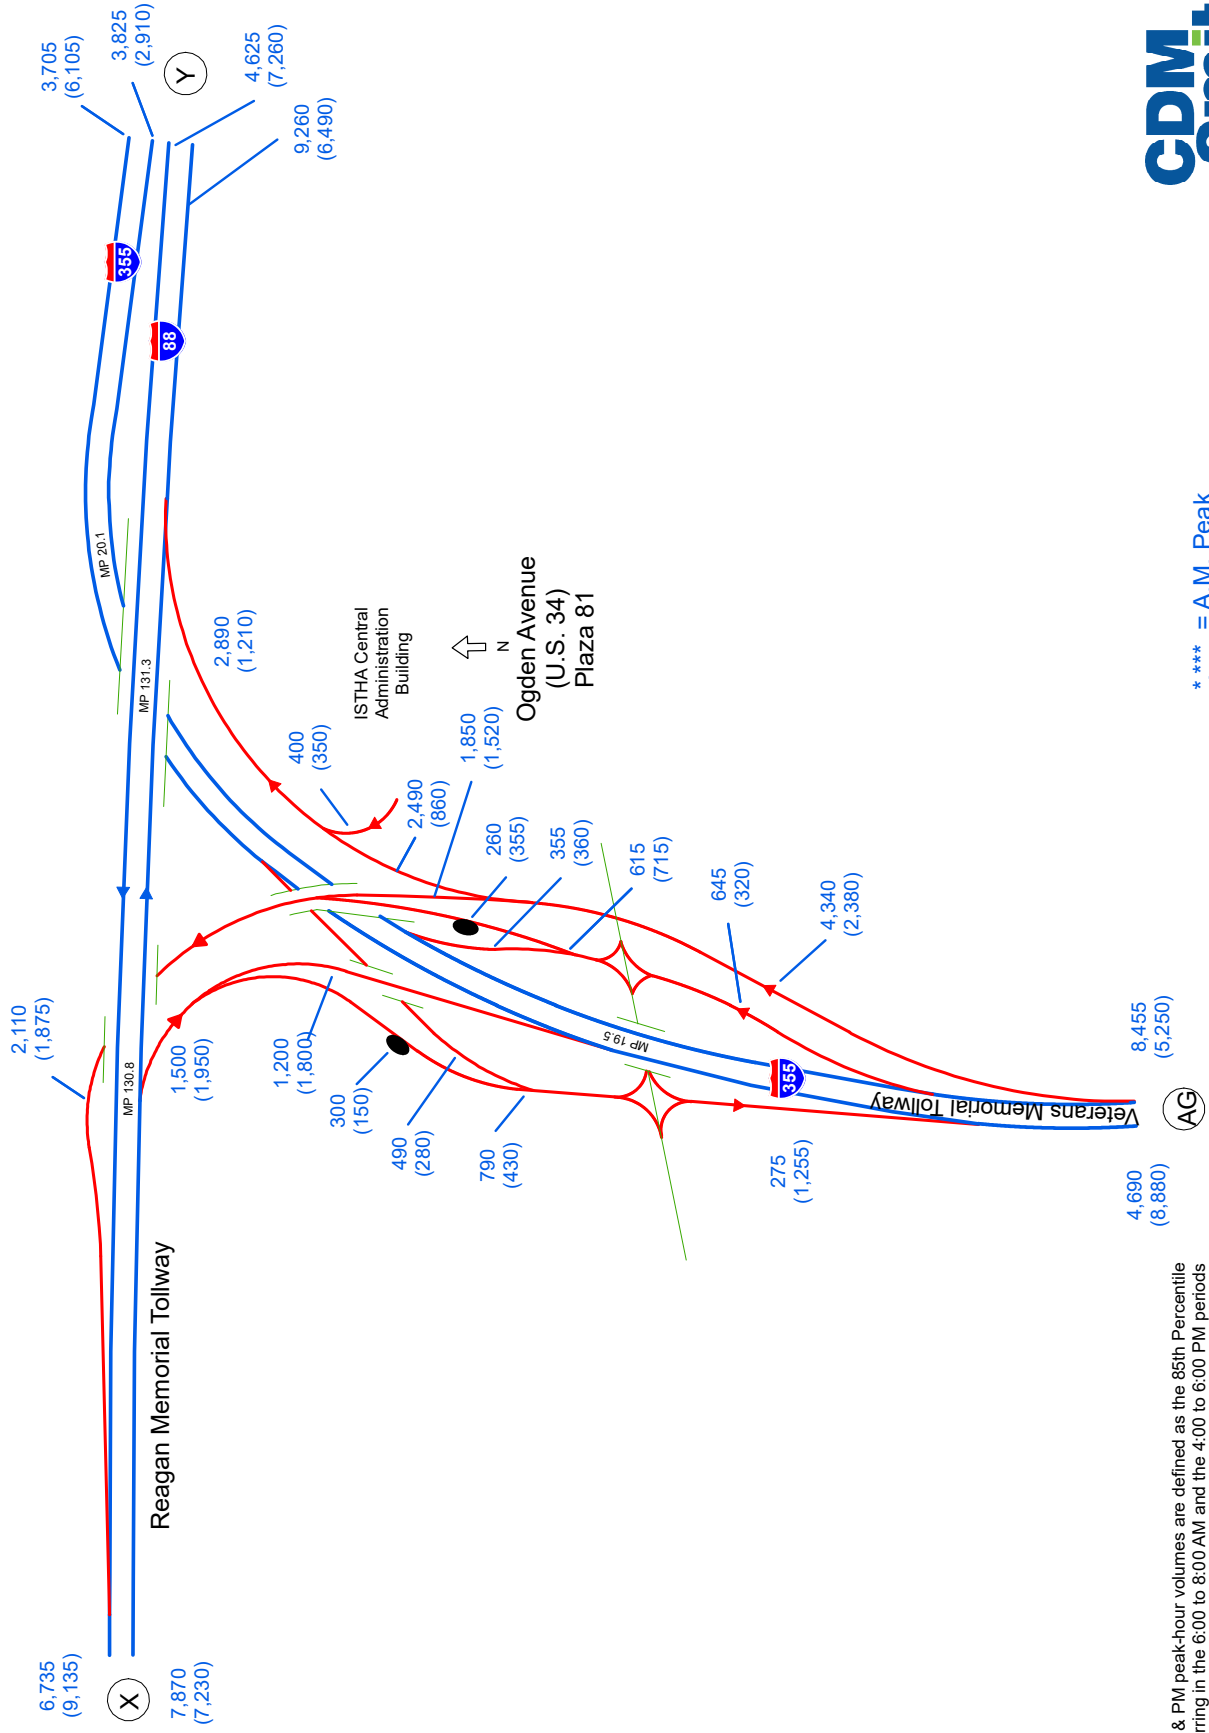 3,705
(6,105)
3,825
(2,910)
Y
4,625
(7,260)
9,260
(6,490)
355
88
MP 20.1
MP 131.3
2,890
(1,210)
ISTHA Central
Administration
Building
N
Ogden Avenue
(U.S. 34)
Plaza 81
400
(350)
2,490
(860)
1,850
(1,520)
260
(355)
355
(360)
615
(715)
645
(320)
4,340
(2,380)
2,110
(1,875)
MP 130.8
1,500
(1,950)
1,200
(1,800)
300
(150)
490
(280)
790
(430)
MP 19.5
355
275
(1,255)
Veterans Memorial Tollway
8,455
(5,250)
AG
4,690
(8,880)
Reagan Memorial Tollway
6,735
(9,135)
X
7,870
(7,230)
CDM
*,*** = A.M. Peak
& PM peak-hour volumes are defined as the 85th Percentile
rring in the 6:00 to 8:00 AM and the 4:00 to 6:00 PM periods